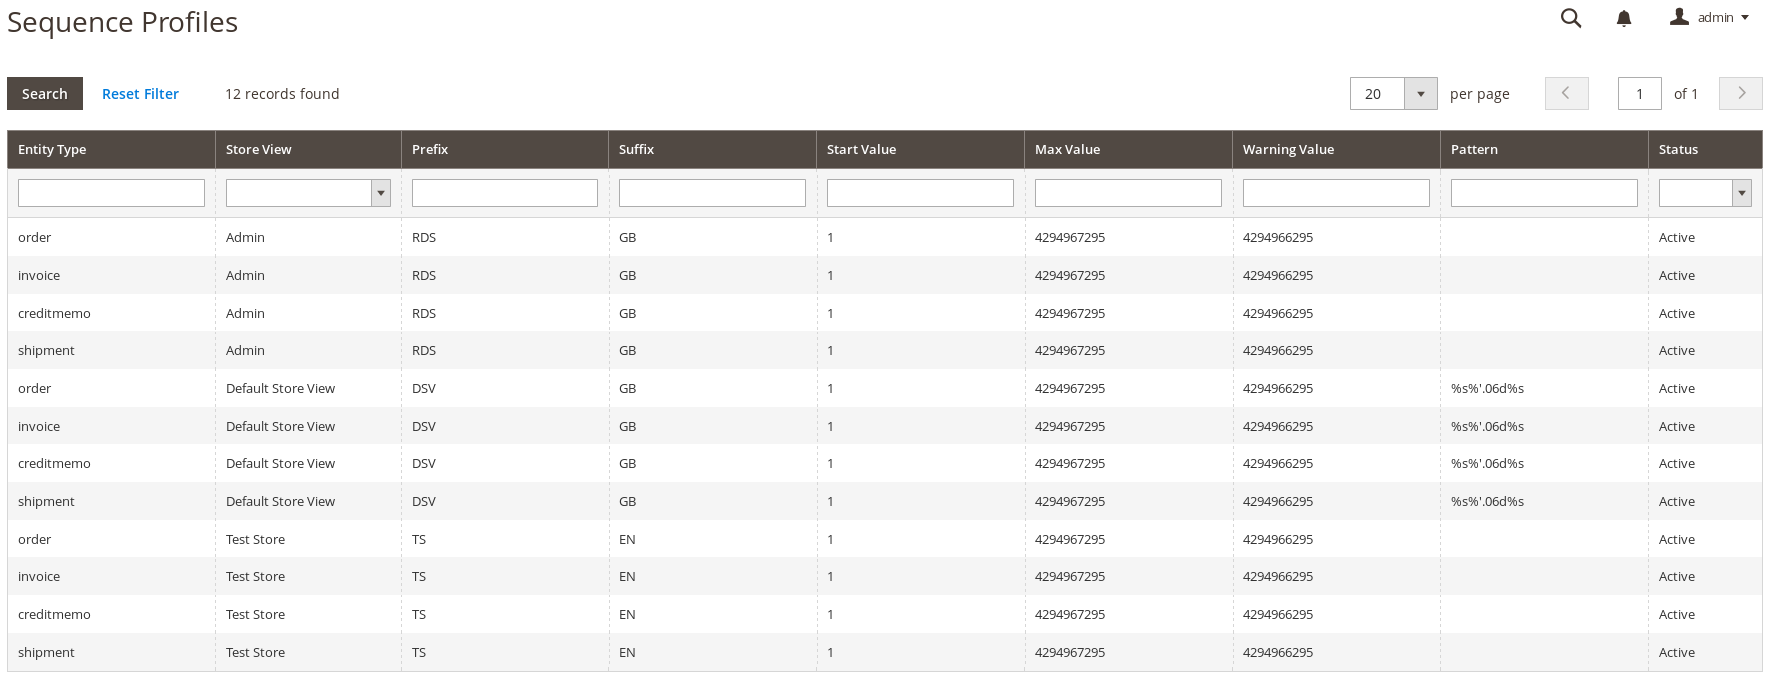 Sequence Profiles
admin
Search Reset Filter 12 records found 20 per page 1 of 1
Entity Type Store View Prefix Suffix Start Value Max Value Warning Value Pattern Status
order Admin RDS GB 1 4294967295 4294966295 Active
invoice Admin RDS GB 1 4294967295 4294966295 Active
creditmemo Admin RDS GB 1 4294967295 4294966295 Active
shipment Admin RDS GB 1 4294967295 4294966295 Active
order Default Store View DSV GB 1 4294967295 4294966295 %s%'.06d%s Active
invoice Default Store View DSV GB 1 4294967295 4294966295 %s%'.06d%s Active
creditmemo Default Store View DSV GB 1 4294967295 4294966295 %s%'.06d%s Active
shipment Default Store View DSV GB 1 4294967295 4294966295 %s%'.06d%s Active
order Test Store TS EN 1 4294967295 4294966295 Active
invoice Test Store TS EN 1 4294967295 4294966295 Active
creditmemo Test Store TS EN 1 4294967295 4294966295 Active
shipment Test Store TS EN 1 4294967295 4294966295 Active